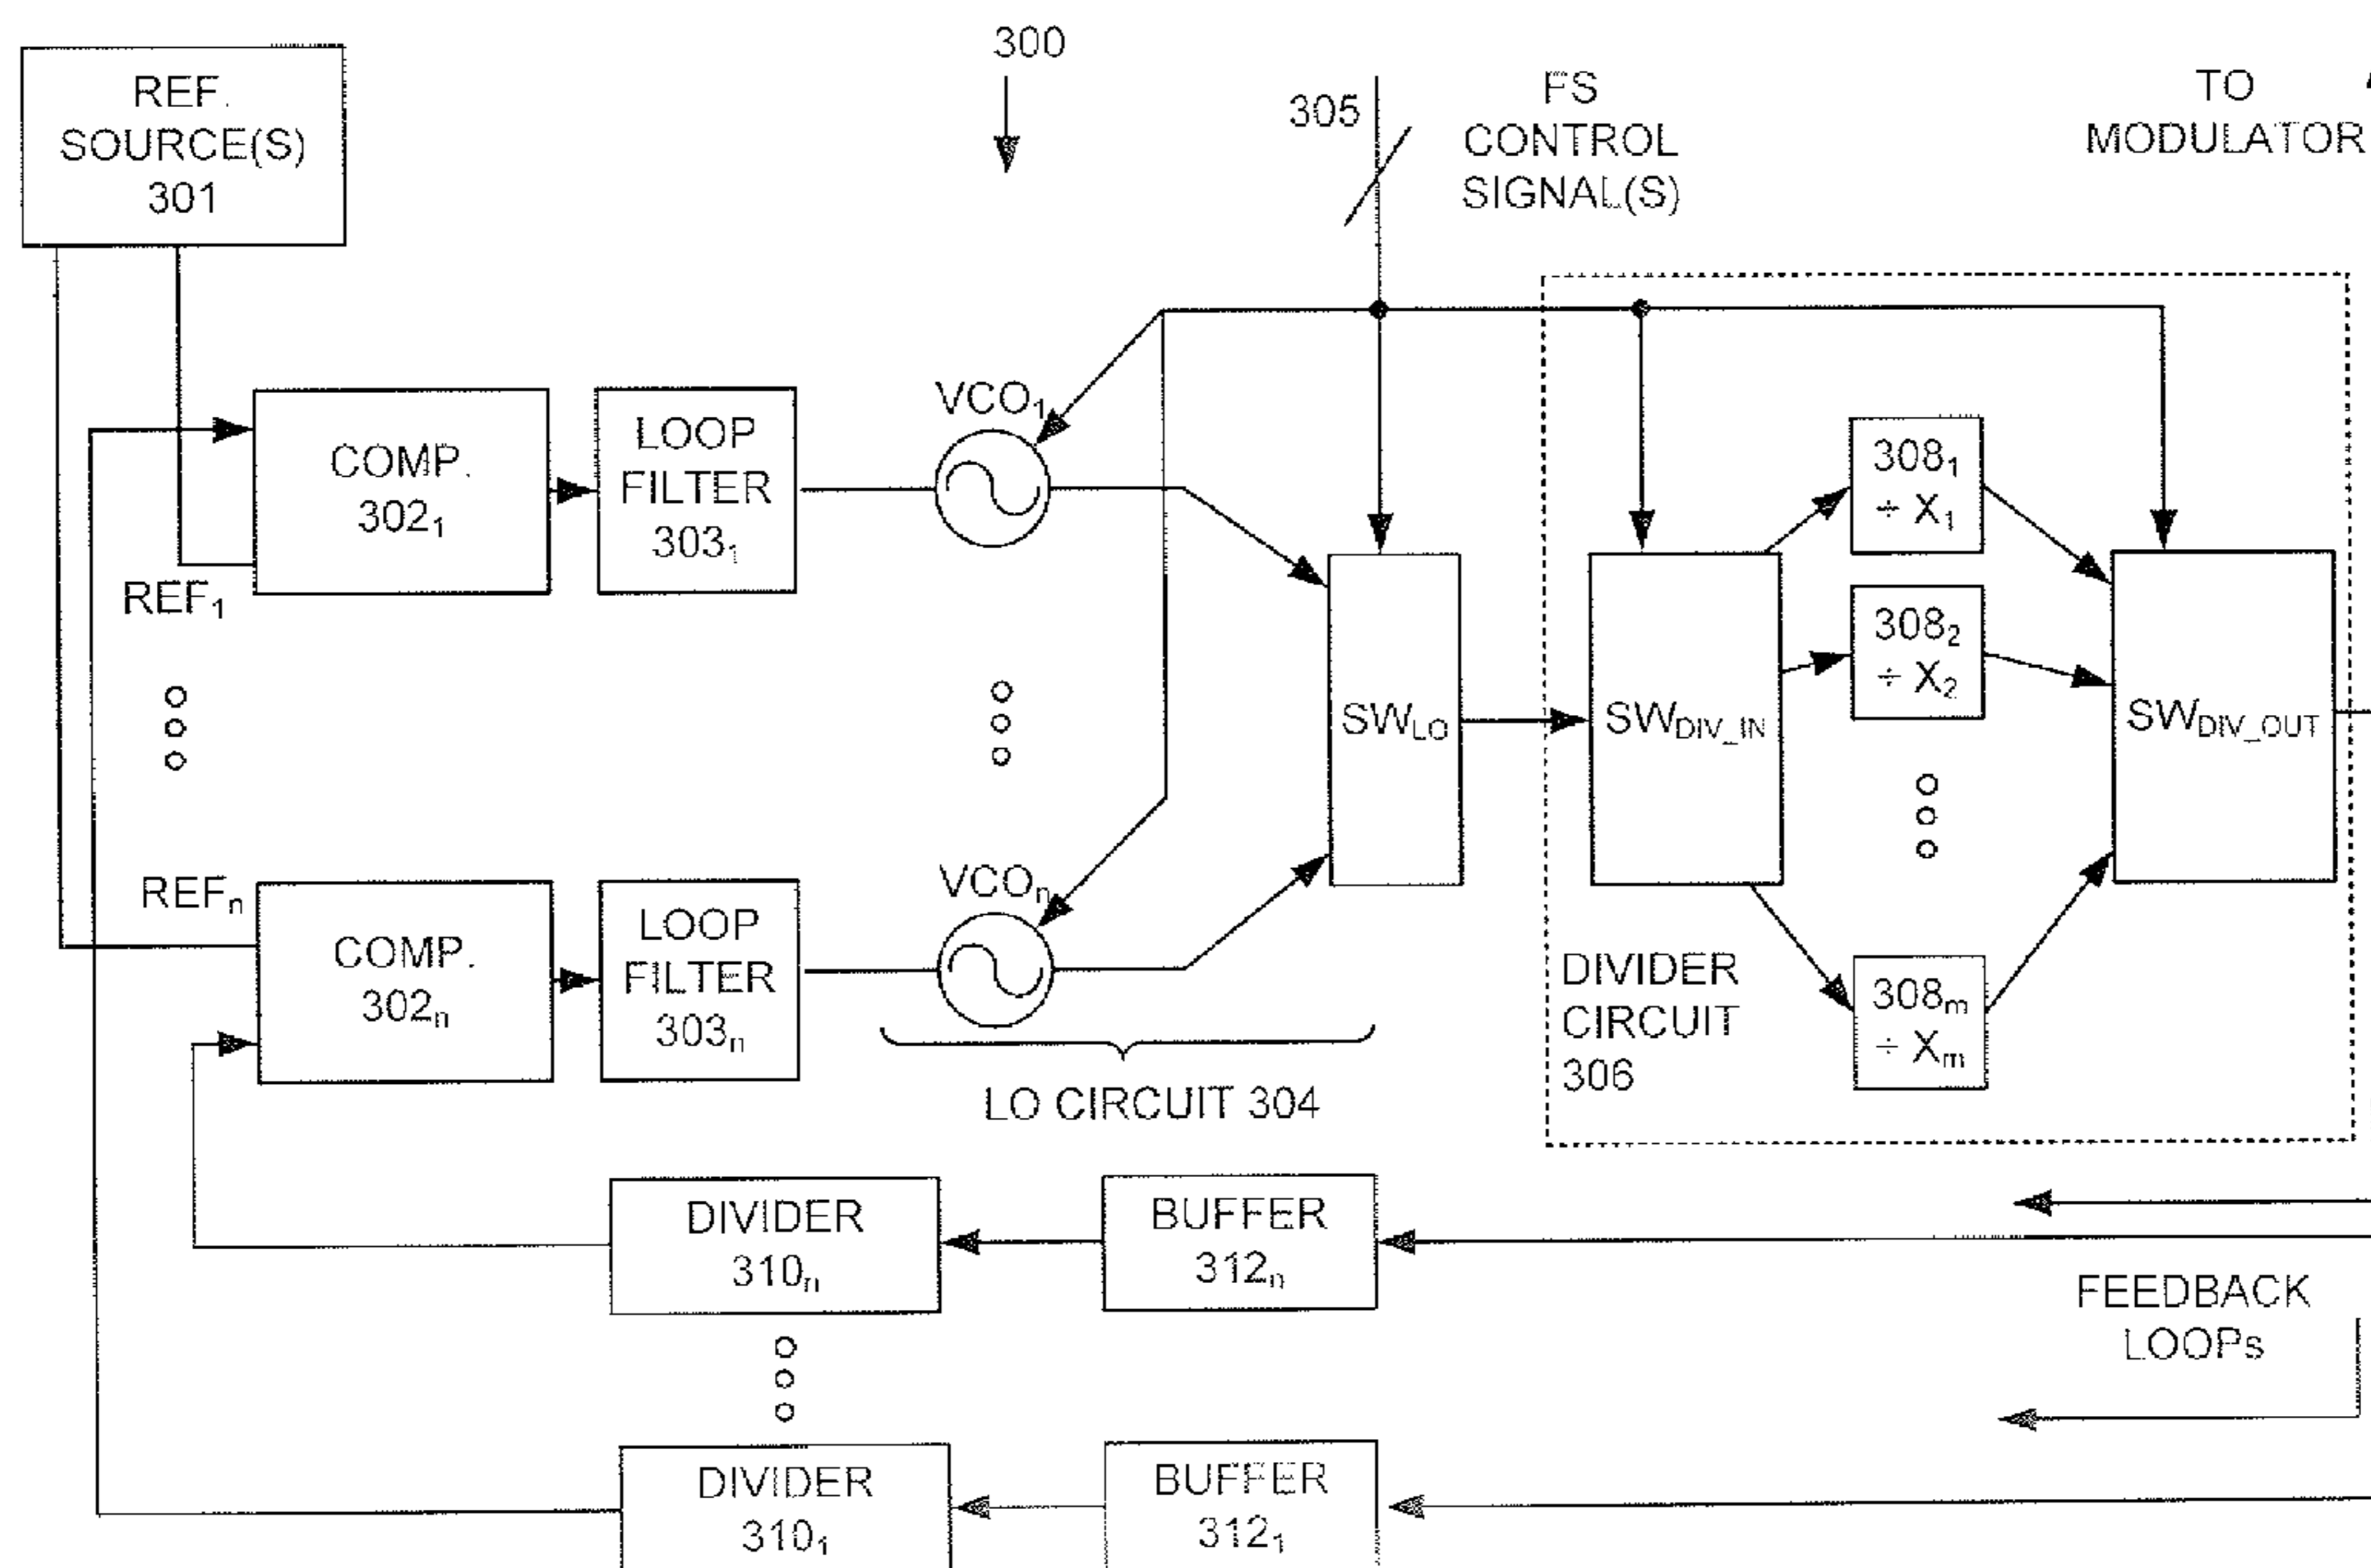 300
REF.
SOURCE(S)
301
305
FS
CONTROL
SIGNAL(S)
TO
MODULATOR
COMP.
302₁
LOOP
FILTER
303₁
VCO₁
REF₁
308₁
÷ X₁
308₂
÷ X₂
SW_LO
SW_DIV_IN
SW_DIV_OUT
REFₙ
COMP.
302ₙ
LOOP
FILTER
303ₙ
VCOₙ
308ₘ
÷ Xₘ
DIVIDER
CIRCUIT
306
LO CIRCUIT 304
DIVIDER
310ₙ
BUFFER
312ₙ
FEEDBACK
LOOPs
DIVIDER
310₁
BUFFER
312₁